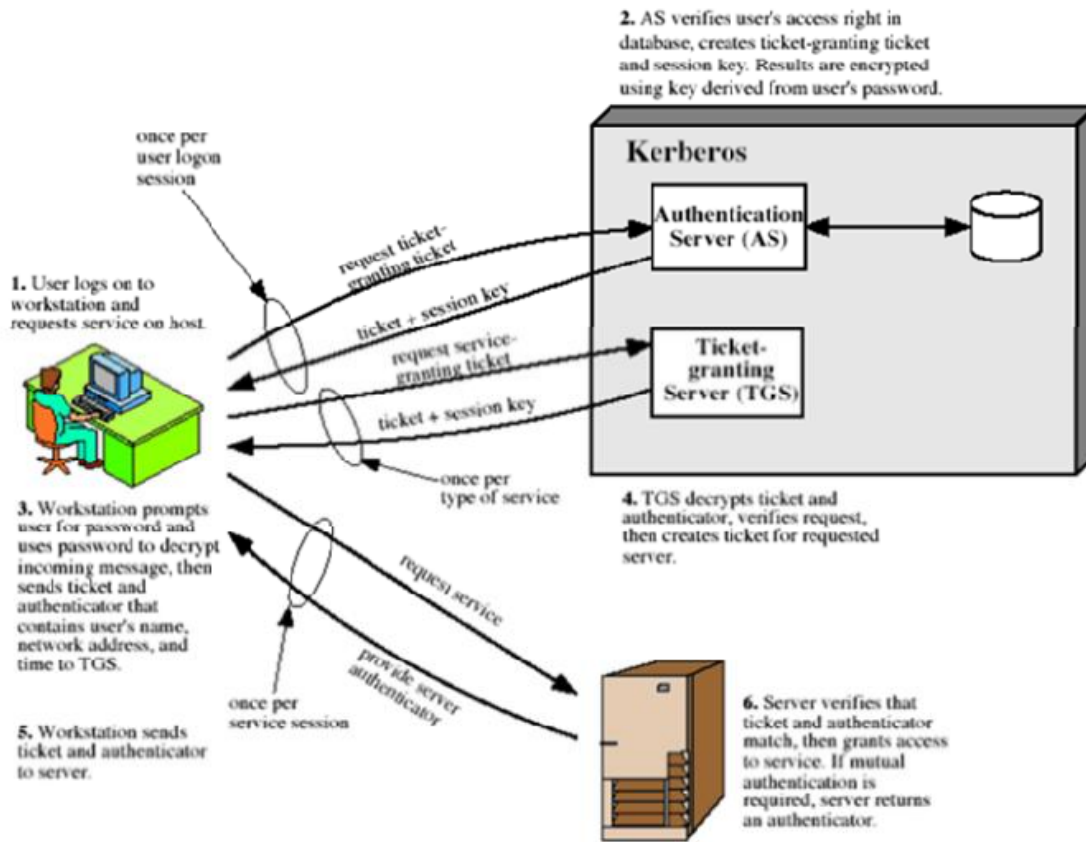 2. AS verifies user's access right in
database, creates ticket-granting ticket
and session key. Results are encrypted
using key derived from user's password.
once per
user logon
session
Kerberos
Authentication
Server (AS)
request ticket-
granting ticket
1. User logs on to
workstation and
requests service on host.
ticket + session key
request service-
granting ticket
Ticket-
granting
Server (TGS)
ticket + session key
once per
type of service
3. Workstation prompts
user for password and
uses password to decrypt
incoming message, then
sends ticket and
authenticator that
contains user's name,
network address, and
time to TGS.
4. TGS decrypts ticket and
authenticator, verifies request,
then creates ticket for requested
server.
request service
provide server
authenticator
once per
service session
5. Workstation sends
ticket and authenticator
to server.
6. Server verifies that
ticket and authenticator
match, then grants access
to service. If mutual
authentication is
required, server returns
an authenticator.